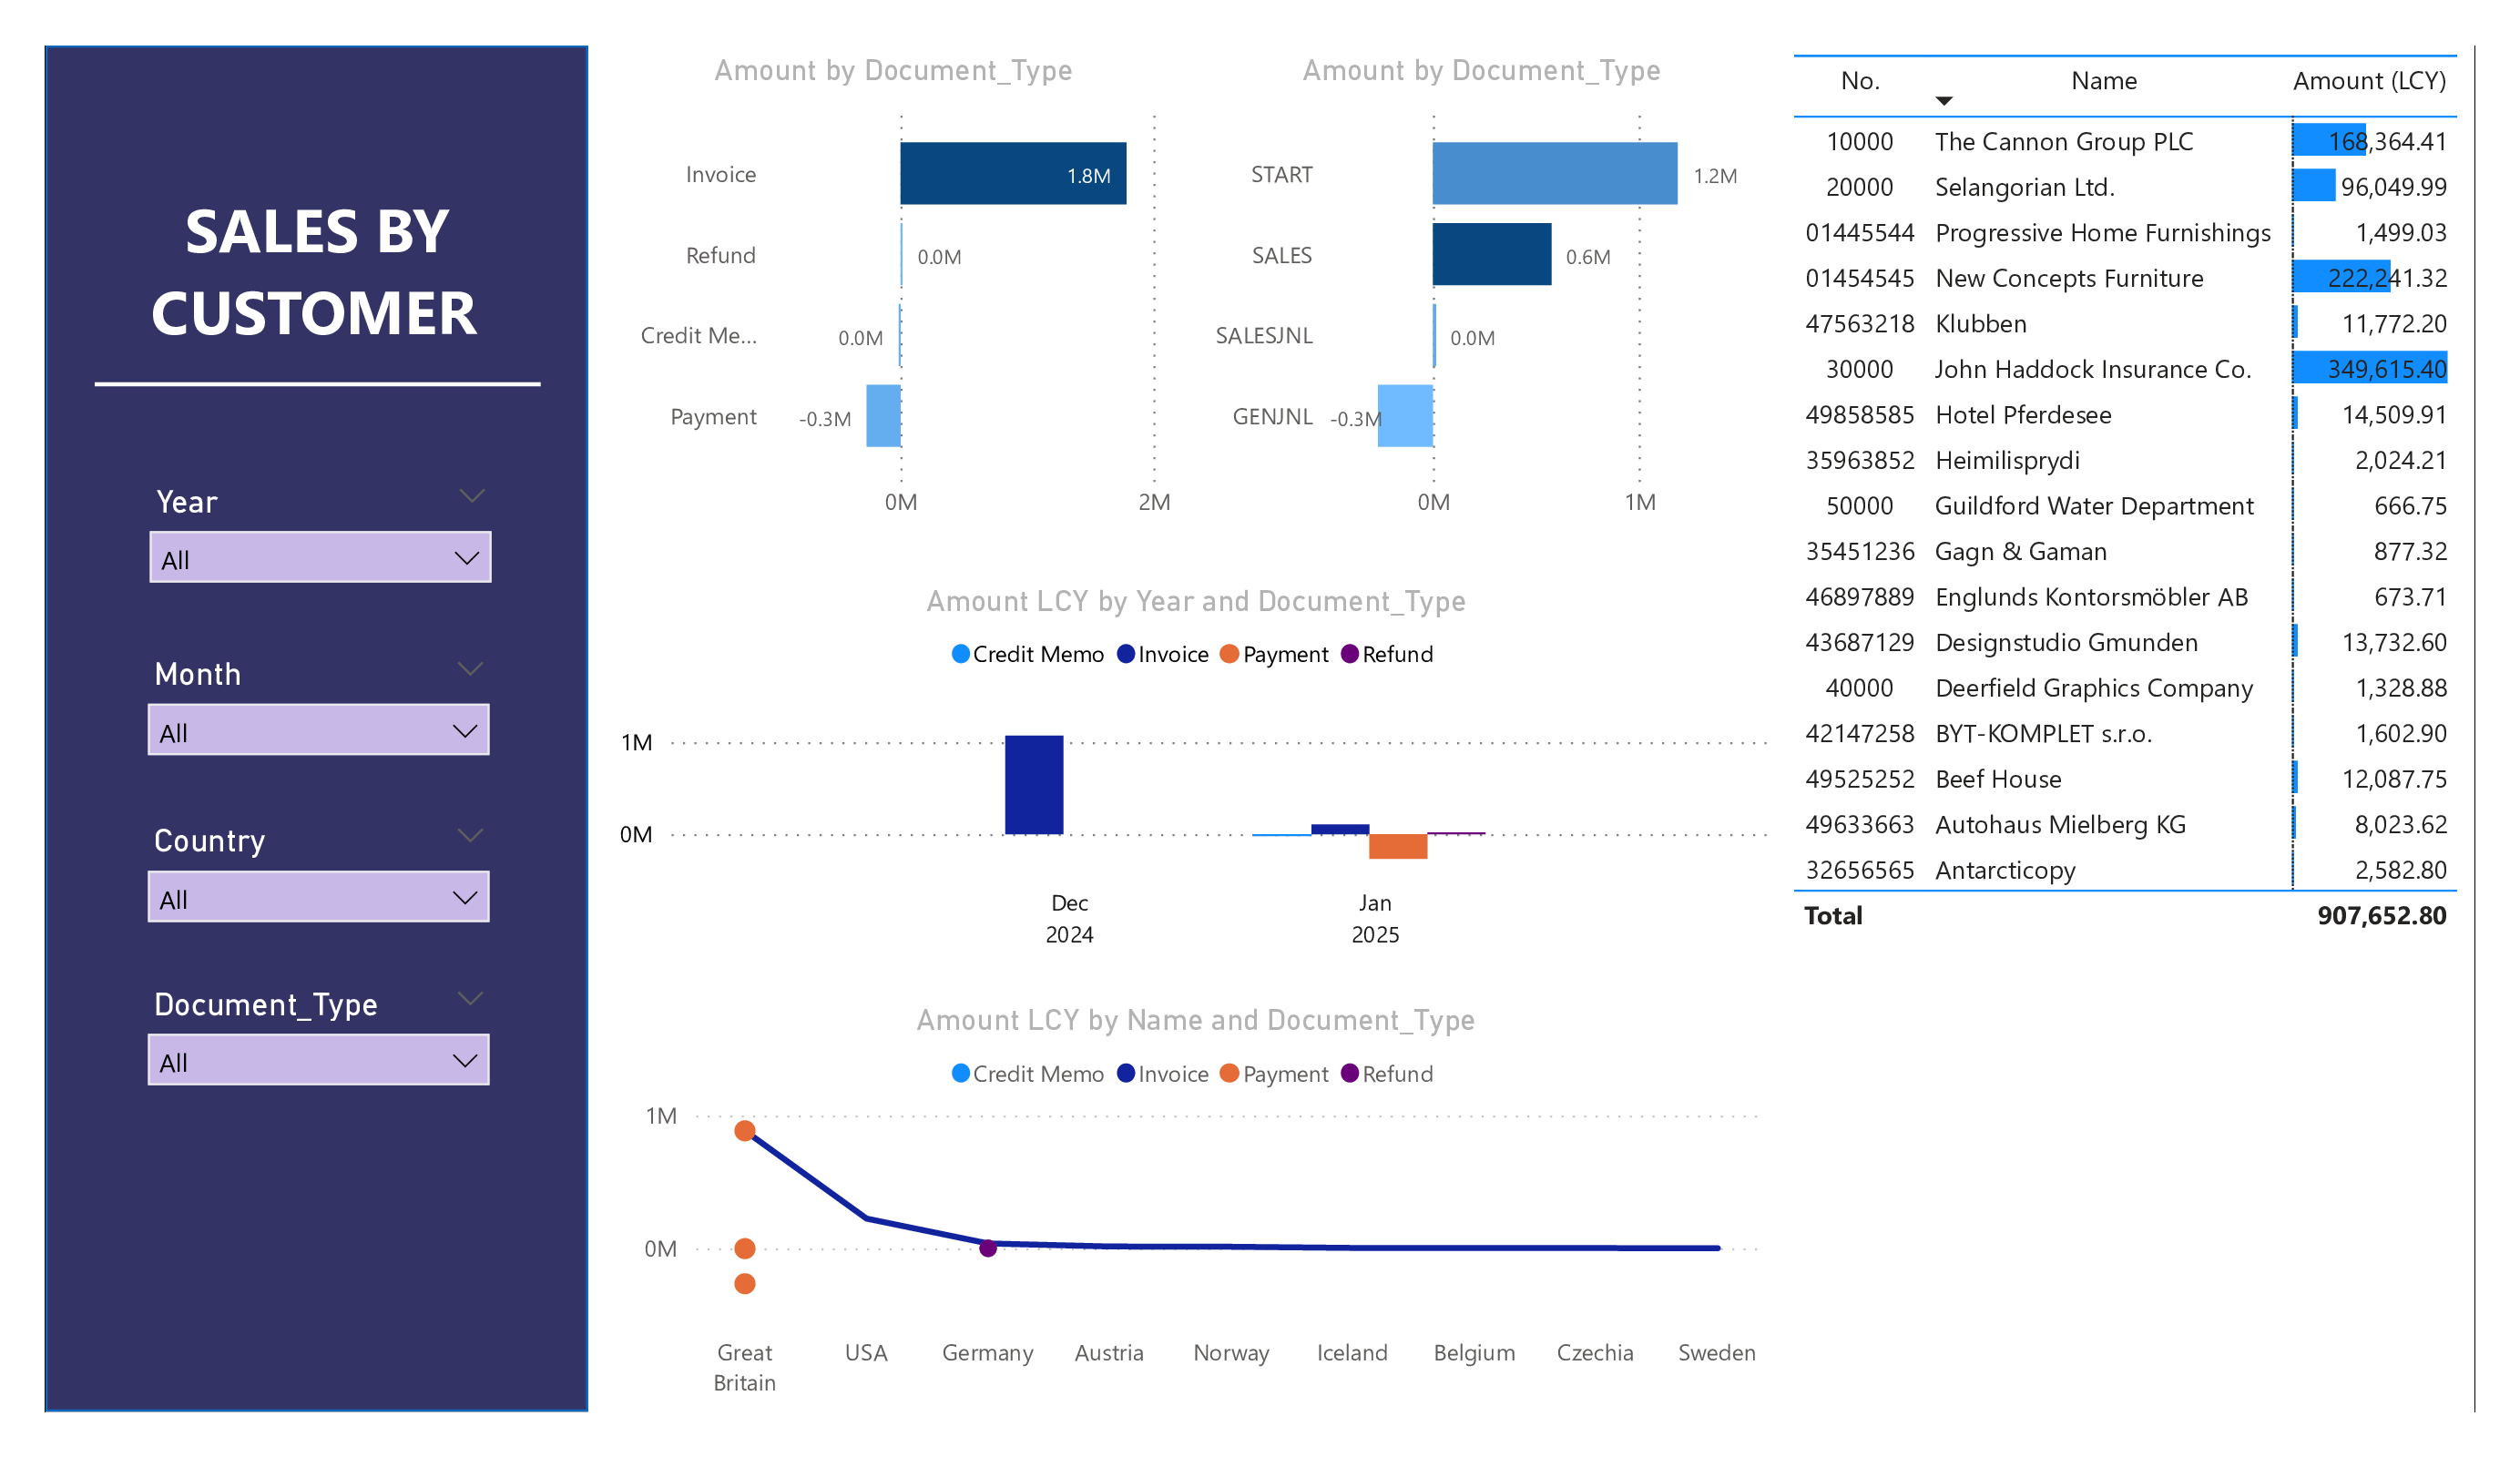 SALES BY
CUSTOMER
Year
All
Month
All
Country
All
Document_Type
All
Amount by Document_Type
Invoice
1.8M
Refund
0.0M
Credit Me...
0.0M
Payment
-0.3M
0M 2M
Amount by Document_Type
START
1.2M
SALES
0.6M
SALESJNL
0.0M
GENJNL
-0.3M
0M 1M
Amount LCY by Year and Document_Type
Credit Memo Invoice Payment Refund
1M
0M
Dec Jan
2024 2025
Amount LCY by Name and Document_Type
Credit Memo Invoice Payment Refund
1M
0M
Great USA Germany Austria Norway Iceland Belgium Czechia Sweden
Britain
No. Name Amount (LCY)
10000 The Cannon Group PLC 168,364.41
20000 Selangorian Ltd. 96,049.99
01445544 Progressive Home Furnishings 1,499.03
01454545 New Concepts Furniture 222,241.32
47563218 Klubben 11,772.20
30000 John Haddock Insurance Co. 349,615.40
49858585 Hotel Pferdesee 14,509.91
35963852 Heimilisprydi 2,024.21
50000 Guildford Water Department 666.75
35451236 Gagn & Gaman 877.32
46897889 Englunds Kontorsmöbler AB 673.71
43687129 Designstudio Gmunden 13,732.60
40000 Deerfield Graphics Company 1,328.88
42147258 BYT-KOMPLET s.r.o. 1,602.90
49525252 Beef House 12,087.75
49633663 Autohaus Mielberg KG 8,023.62
32656565 Antarcticopy 2,582.80
Total 907,652.80